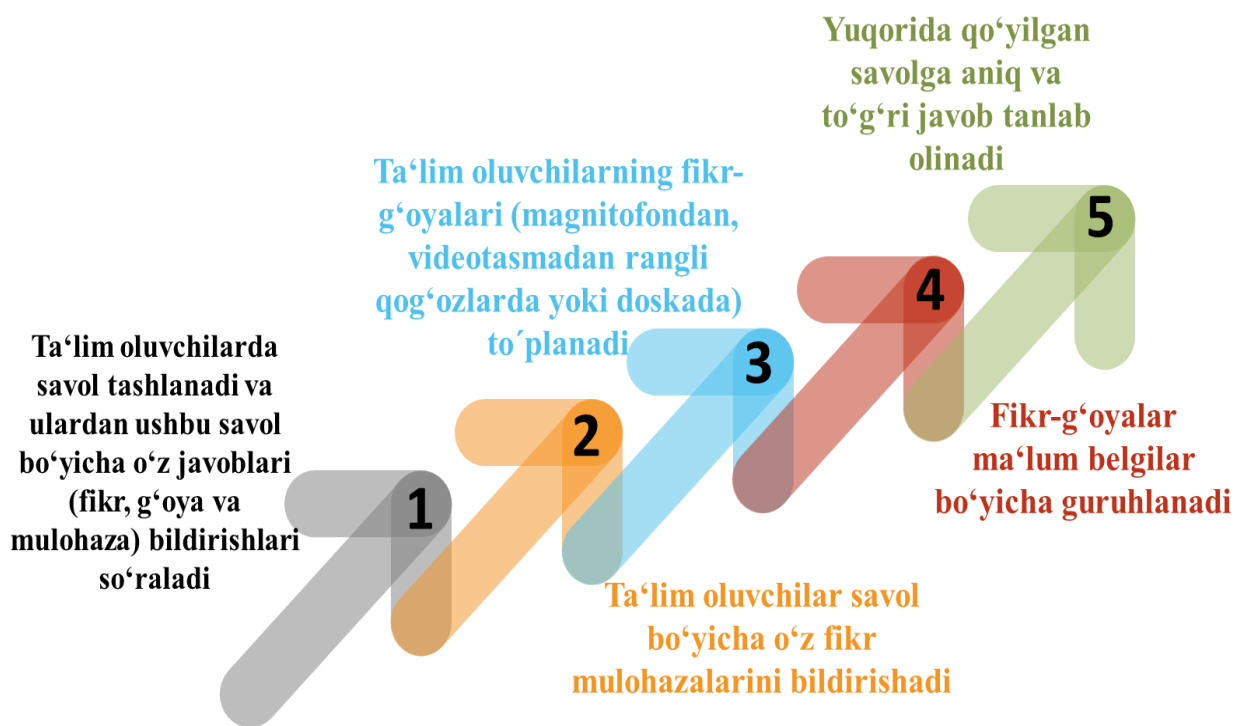 Ta‘lim oluvchilarda
savol tashlanadi va
ulardan ushbu savol
bo‘yicha o‘z javoblari
(fikr, g‘oya va
mulohaza) bildirishlari
so‘raladi
1
2
Ta‘lim oluvchilar savol
bo‘yicha o‘z fikr
mulohazalarini bildirishadi
Ta‘lim oluvchilarning fikr-
g‘oyalari (magnitofondan,
videotasmadan rangli
qog‘ozlarda yoki doskada)
to´planadi
3
4
Fikr-g‘oyalar
ma‘lum belgilar
bo‘yicha guruhlanadi
Yuqorida qo‘yilgan
savolga aniq va
to‘g‘ri javob tanlab
olinadi
5